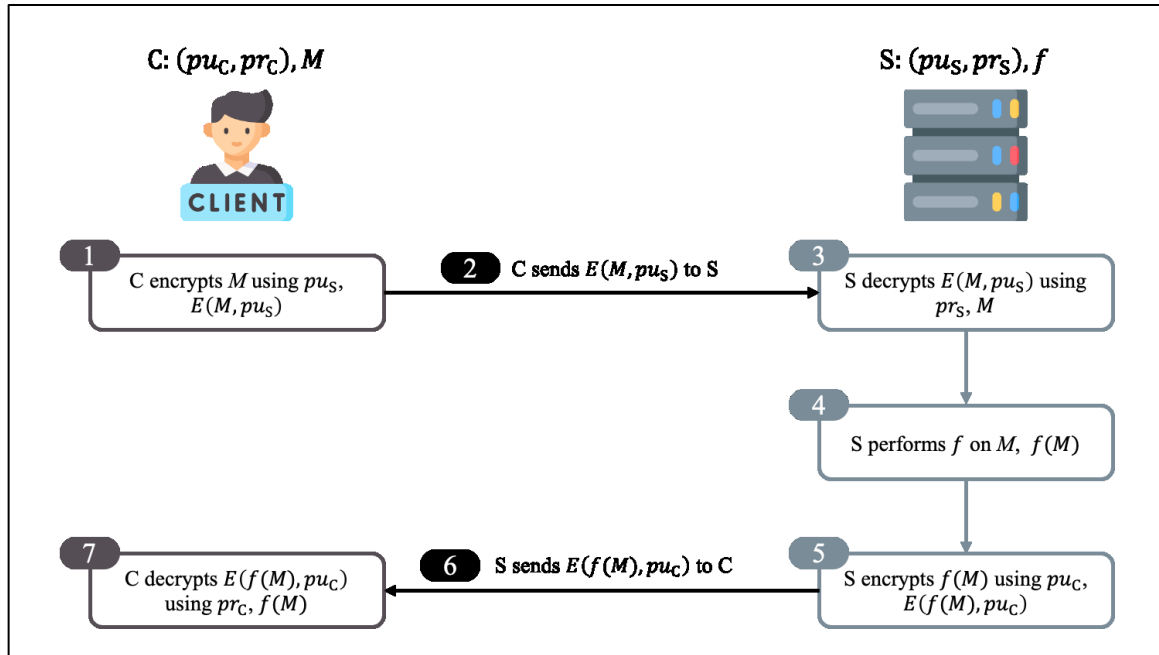 C: (pu_C, pr_C), M
S: (pu_S, pr_S), f
CLIENT
1
C encrypts M using pu_S,
E(M, pu_S)
2 C sends E(M, pu_S) to S
3
S decrypts E(M, pu_S) using
pr_S, M
4
S performs f on M, f(M)
5
S encrypts f(M) using pu_C,
E(f(M), pu_C)
6 S sends E(f(M), pu_C) to C
7
C decrypts E(f(M), pu_C)
using pr_C, f(M)